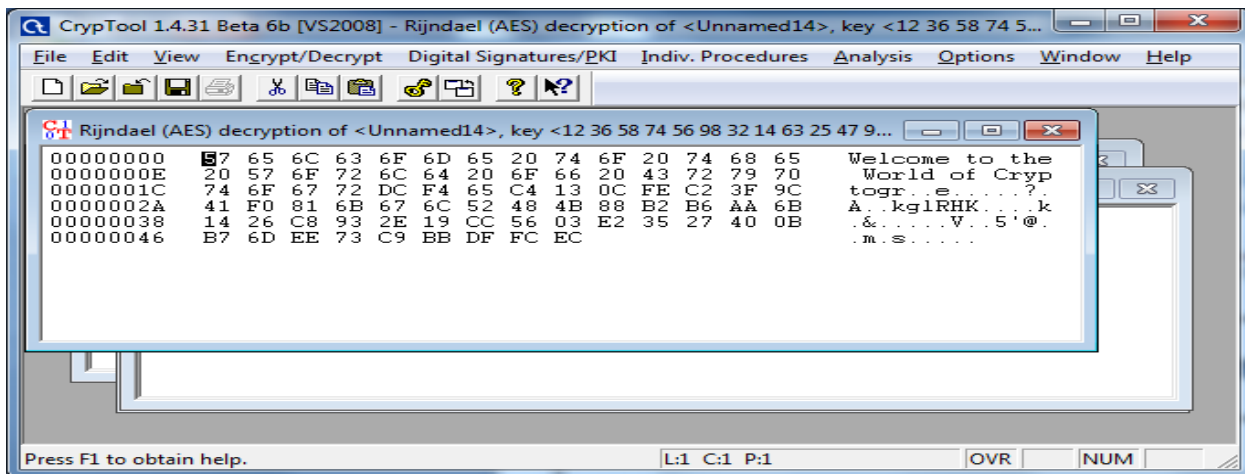 CrypTool 1.4.31 Beta 6b [VS2008] - Rijndael (AES) decryption of <Unnamed14>, key <12 36 58 74 5...
File Edit View Encrypt/Decrypt Digital Signatures/PKI Indiv. Procedures Analysis Options Window Help
Rijndael (AES) decryption of <Unnamed14>, key <12 36 58 74 56 98 32 14 63 25 47 9...
00000000 57 65 6C 63 6F 6D 65 20 74 6F 20 74 68 65 Welcome to the
0000000E 20 57 6F 72 6C 64 20 6F 66 20 43 72 79 70 World of Cryp
0000001C 74 6F 67 72 DC F4 65 C4 13 0C FE C2 3F 9C togr..e.....?.
0000002A 41 F0 81 6B 67 6C 52 48 4B 88 B2 B6 AA 6B A..kglRHK....k
00000038 14 26 C8 93 2E 19 CC 56 03 E2 35 27 40 0B .&.....V..5'@.
00000046 B7 6D EE 73 C9 BB DF FC EC .m.s.....
Press F1 to obtain help. L:1 C:1 P:1 OVR NUM